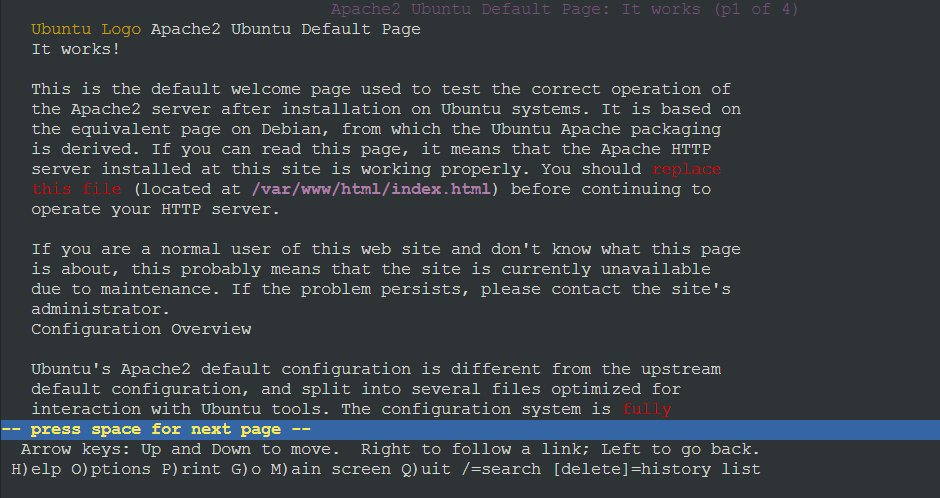 Apache2 Ubuntu Default Page: It works (p1 of 4)
Ubuntu Logo Apache2 Ubuntu Default Page
It works!
This is the default welcome page used to test the correct operation of
the Apache2 server after installation on Ubuntu systems. It is based on
the equivalent page on Debian, from which the Ubuntu Apache packaging
is derived. If you can read this page, it means that the Apache HTTP
server installed at this site is working properly. You should replace
this file (located at /var/www/html/index.html) before continuing to
operate your HTTP server.
If you are a normal user of this web site and don't know what this page
is about, this probably means that the site is currently unavailable
due to maintenance. If the problem persists, please contact the site's
administrator.
Configuration Overview
Ubuntu's Apache2 default configuration is different from the upstream
default configuration, and split into several files optimized for
interaction with Ubuntu tools. The configuration system is fully
-- press space for next page --
Arrow keys: Up and Down to move.  Right to follow a link; Left to go back.
H)elp O)ptions P)rint G)o M)ain screen Q)uit /=search [delete]=history list